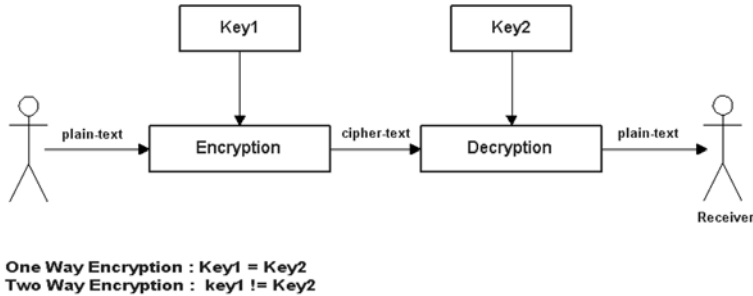 Key1
Key2
plain-text
Encryption
cipher-text
Decryption
plain-text
Receiver
One Way Encryption : Key1 = Key2
Two Way Encryption : key1 != Key2